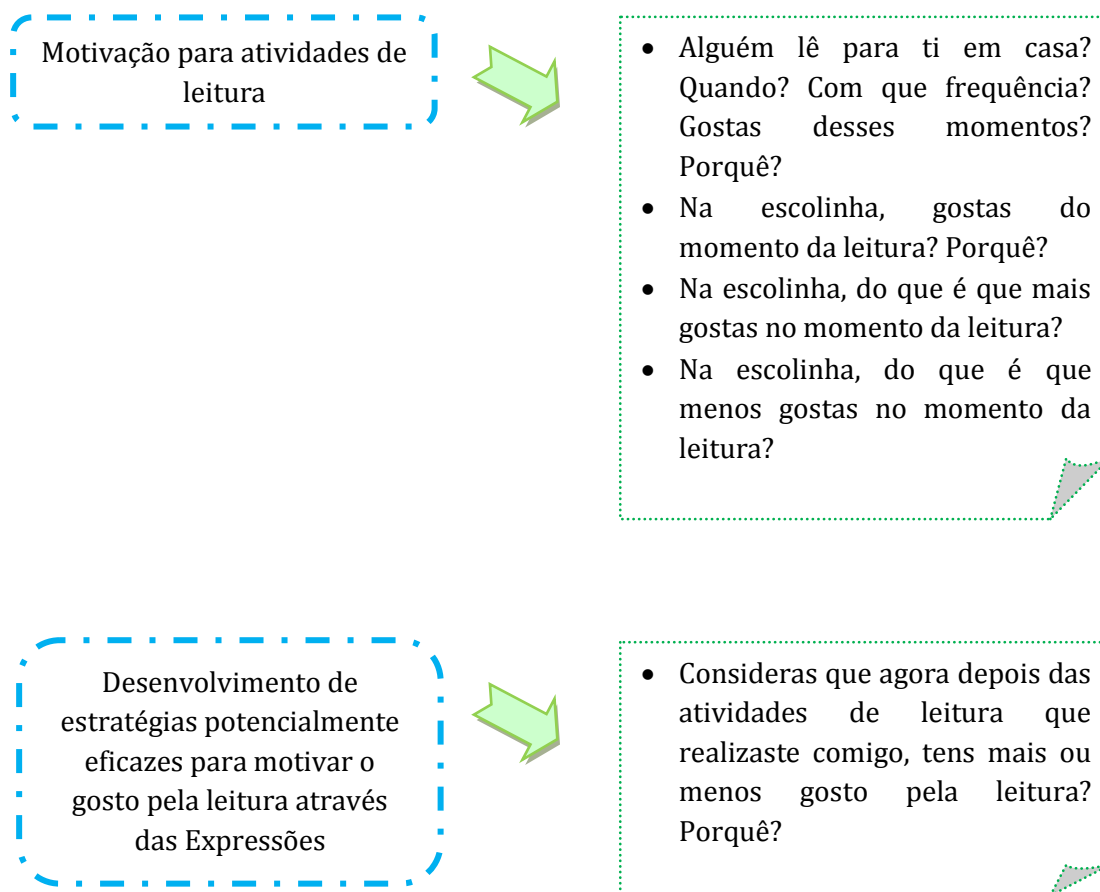 Motivação para atividades de
leitura
• Alguém lê para ti em casa?
Quando? Com que frequência?
Gostas desses momentos?
Porquê?
• Na escolinha, gostas do
momento da leitura? Porquê?
• Na escolinha, do que é que mais
gostas no momento da leitura?
• Na escolinha, do que é que
menos gostas no momento da
leitura?
Desenvolvimento de
estratégias potencialmente
eficazes para motivar o
gosto pela leitura através
das Expressões
• Consideras que agora depois das
atividades de leitura que
realizaste comigo, tens mais ou
menos gosto pela leitura?
Porquê?